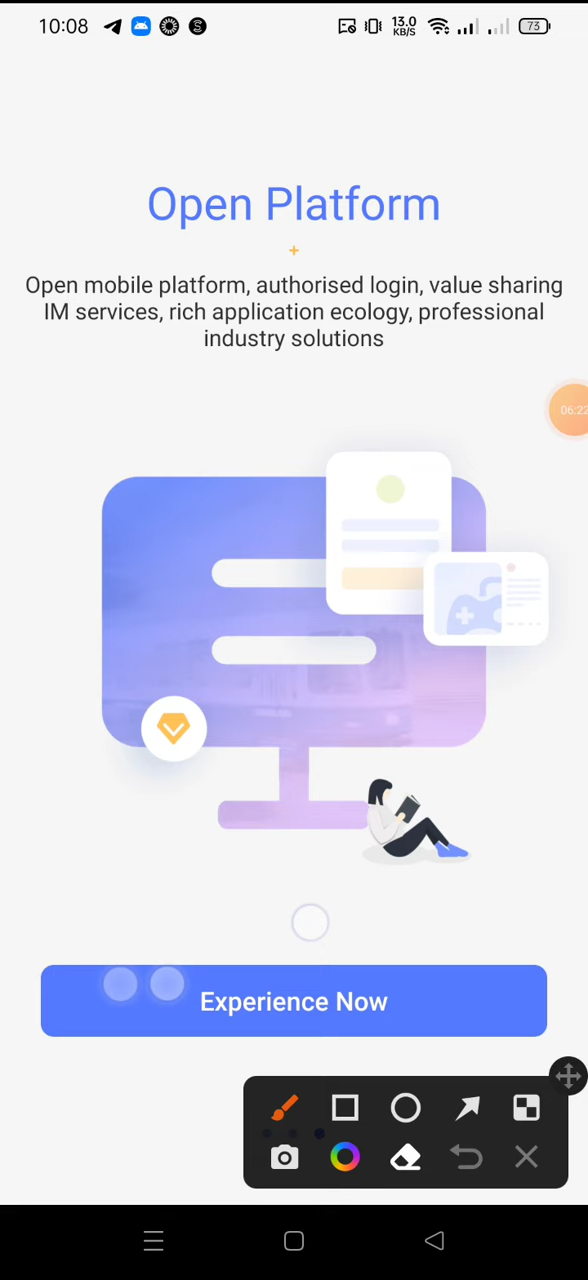 10:08
13.0
KB/S
73
Open Platform
Open mobile platform, authorised login, value sharing
IM services, rich application ecology, professional
industry solutions
06:22
Experience Now